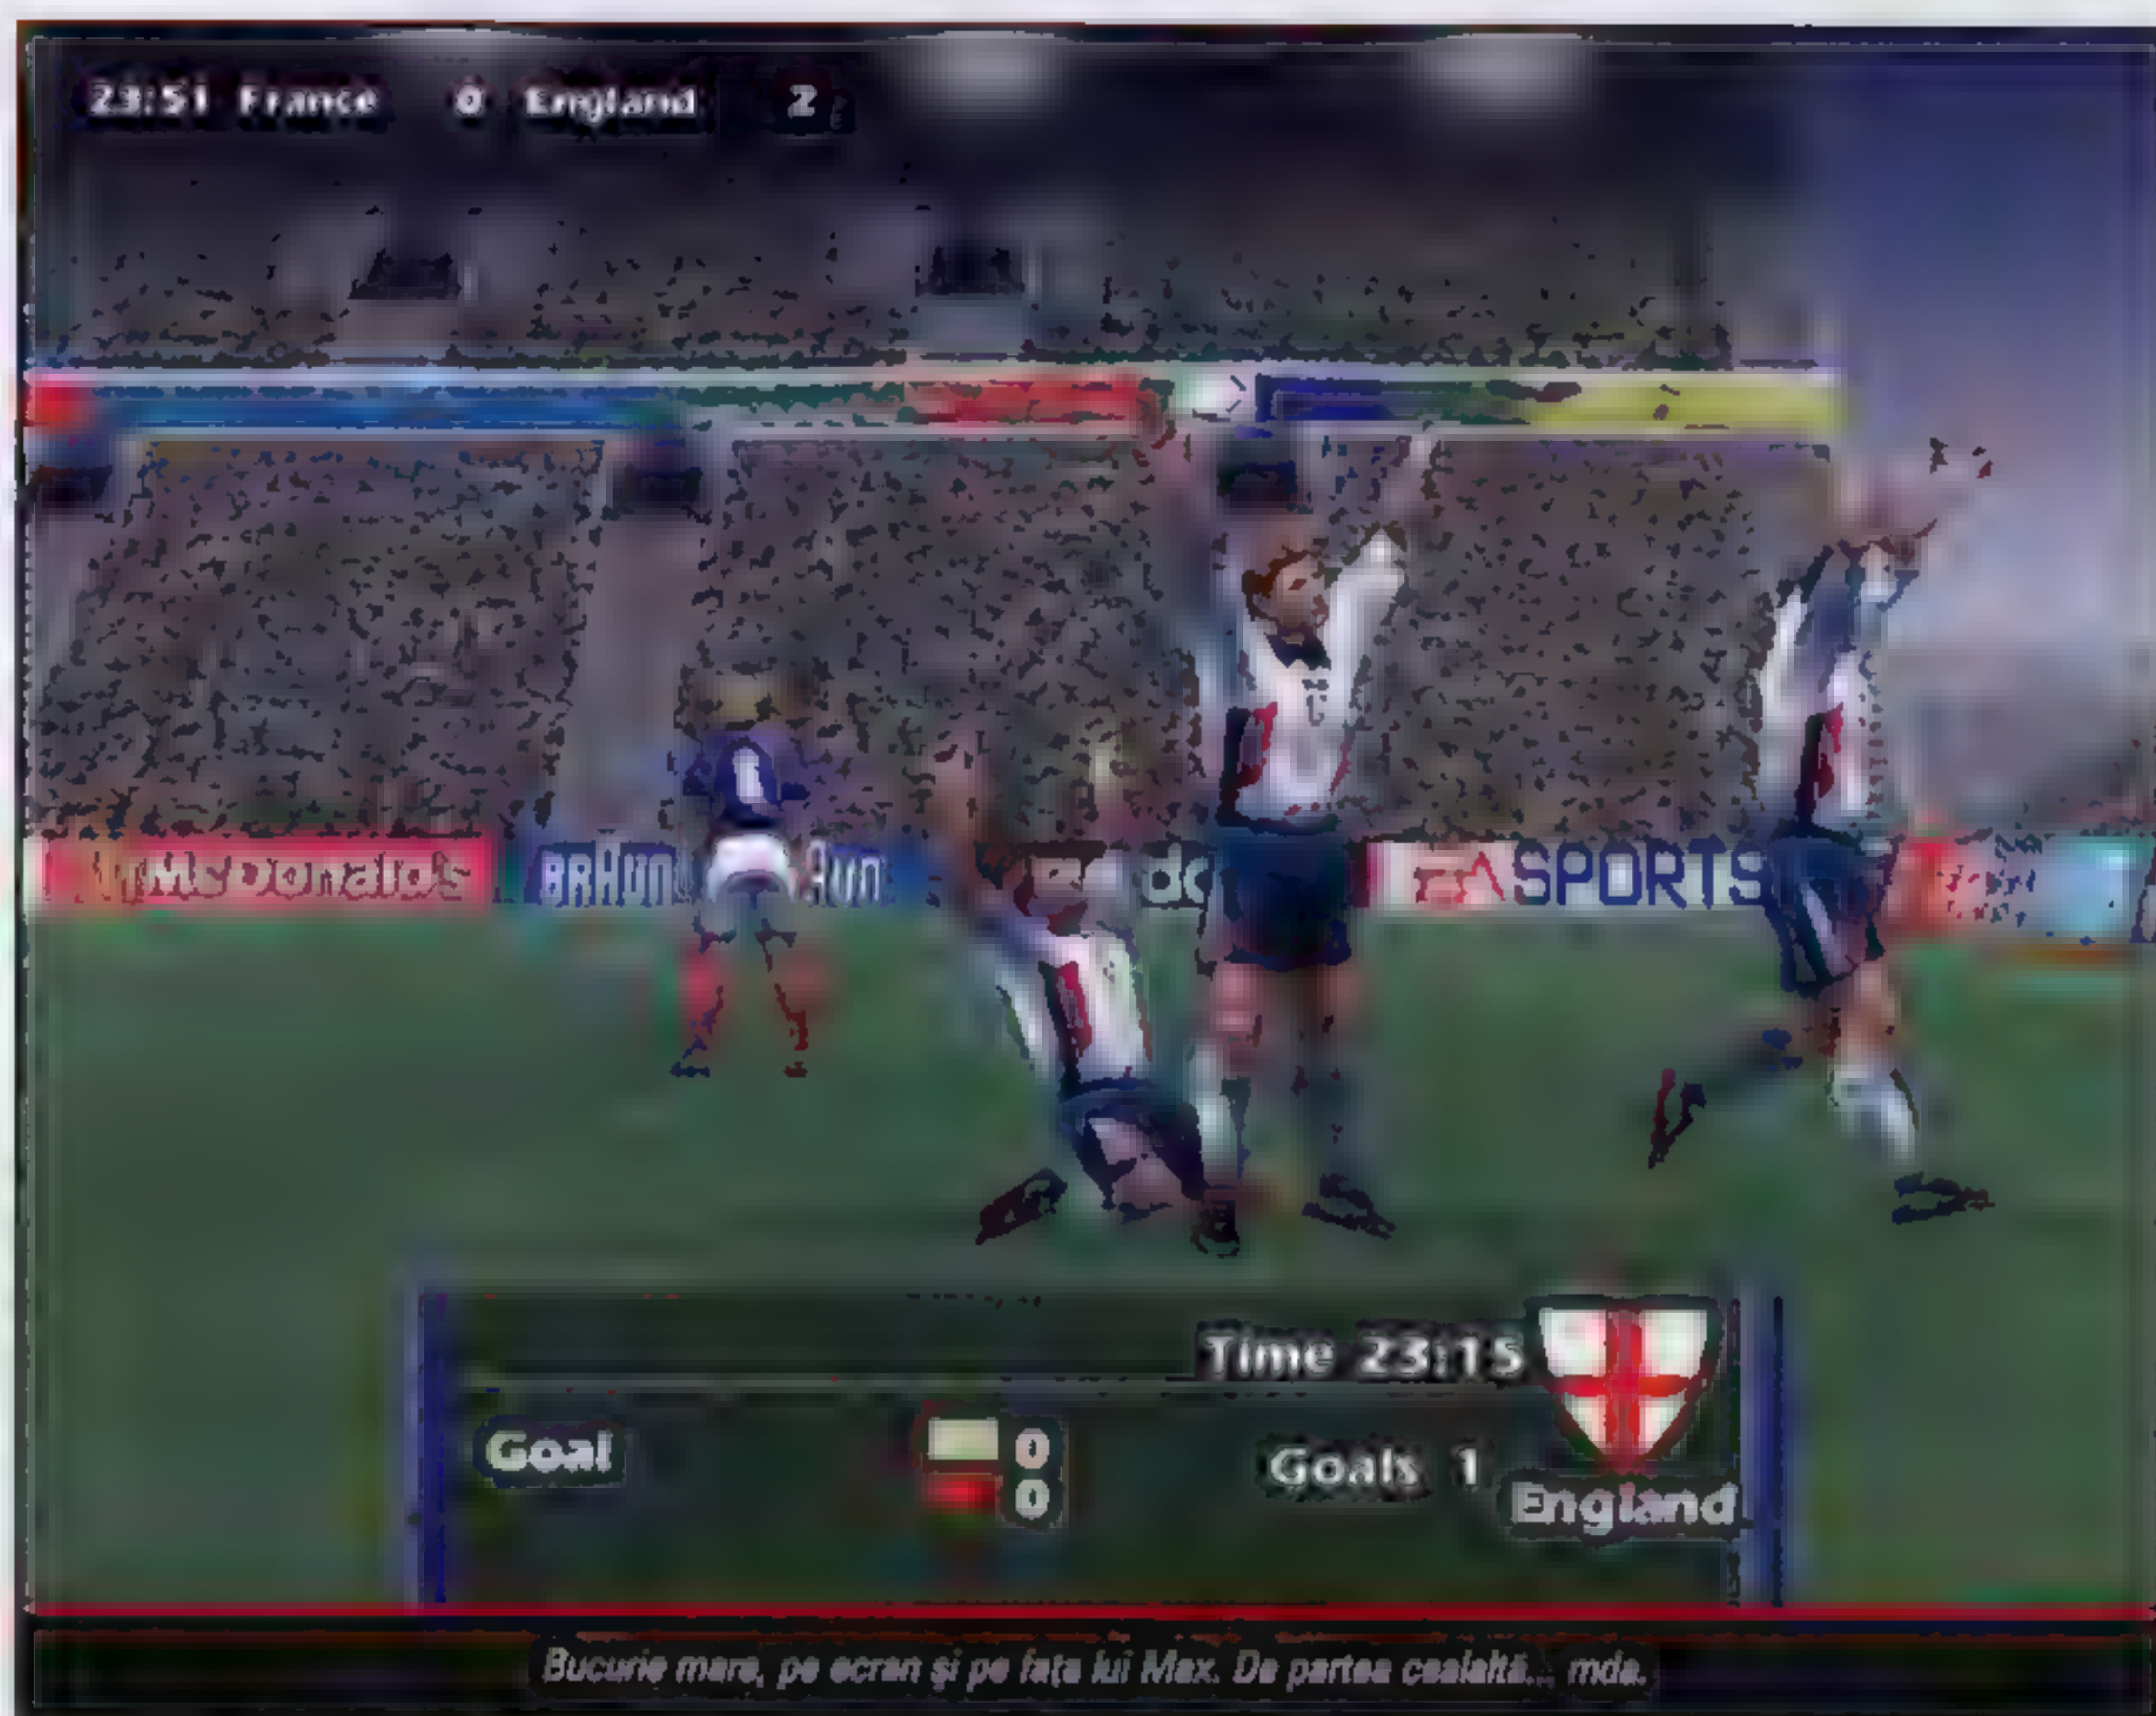 23:51 France 0 England 2
McDonald's BRAUN EA SPORTS
Time 23:15
Goal 0 Goals 1
0
England
Bucurie mare, pe ecran și pe fața lui Max. De partea cealaltă... mda.